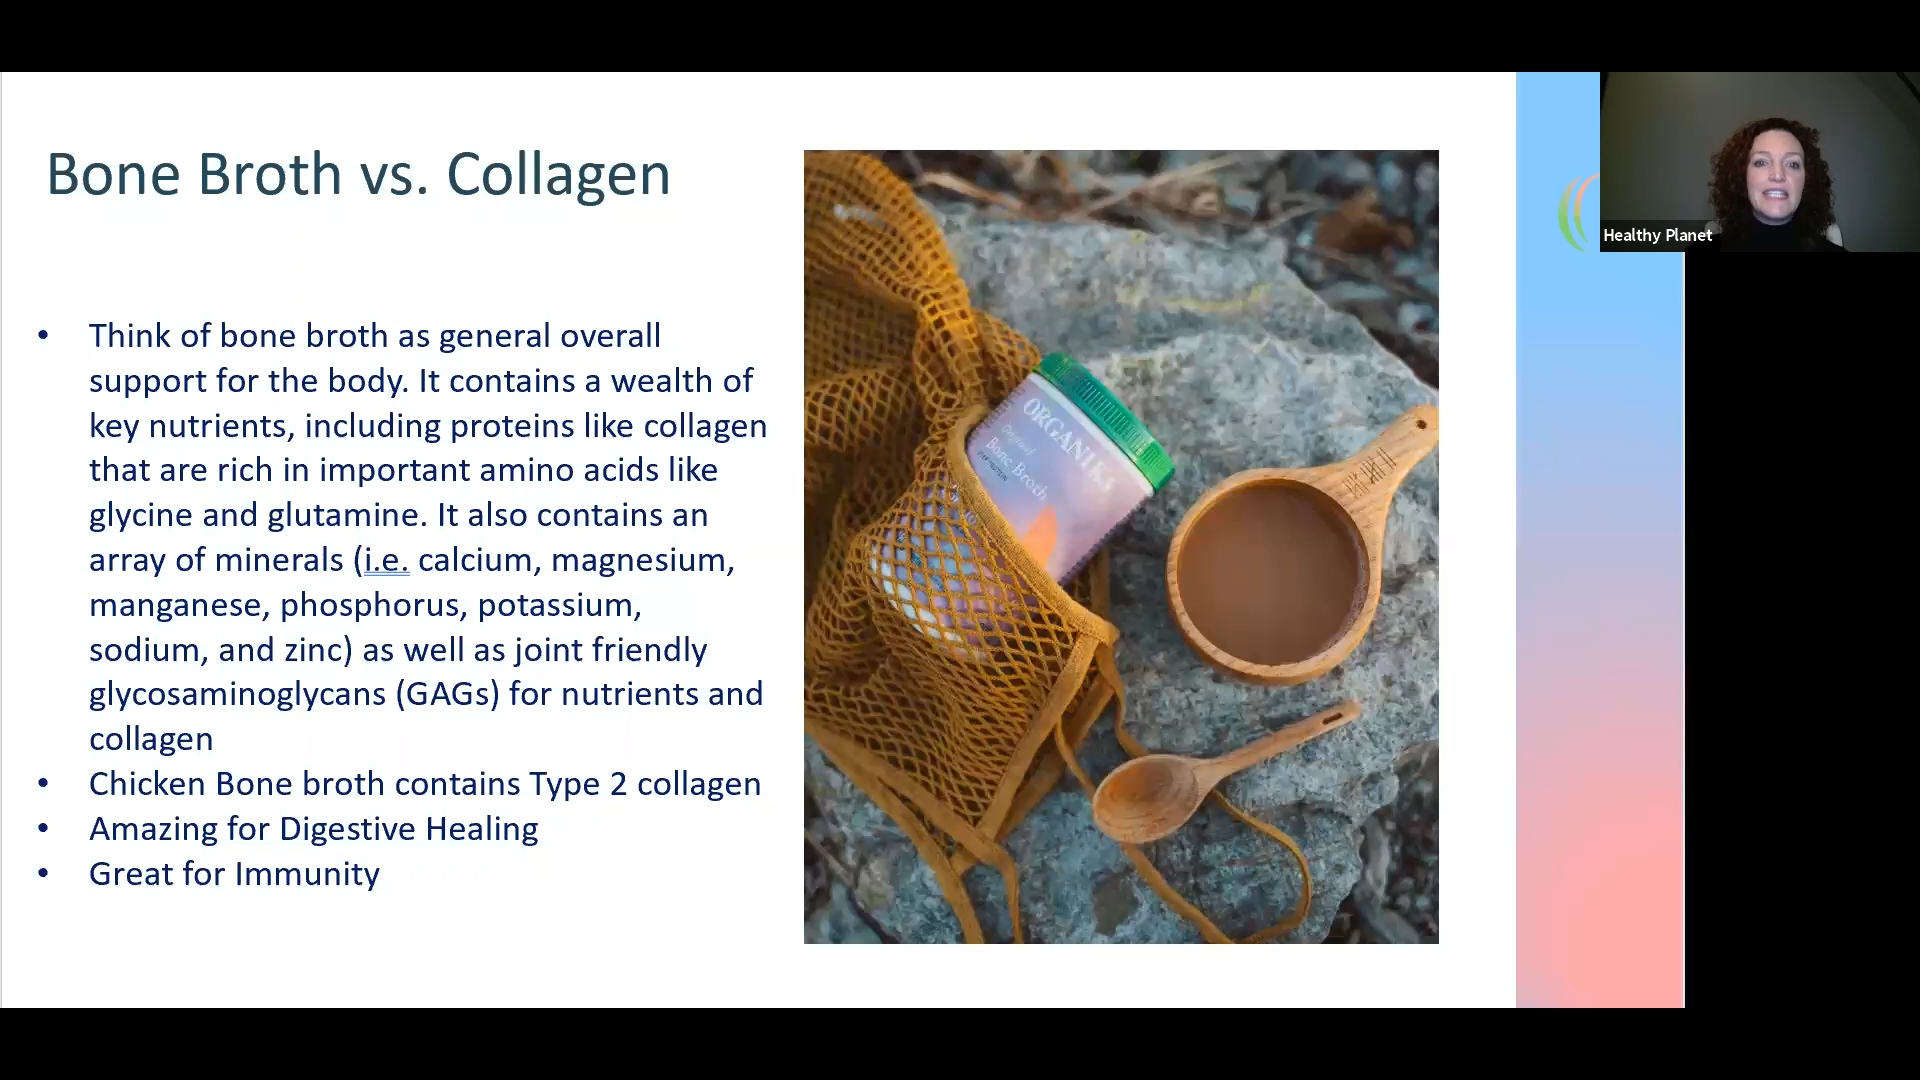 Bone Broth vs. Collagen
• Think of bone broth as general overall
support for the body. It contains a wealth of
key nutrients, including proteins like collagen
that are rich in important amino acids like
glycine and glutamine. It also contains an
array of minerals (i.e. calcium, magnesium,
manganese, phosphorus, potassium,
sodium, and zinc) as well as joint friendly
glycosaminoglycans (GAGs) for nutrients and
collagen
• Chicken Bone broth contains Type 2 collagen
• Amazing for Digestive Healing
• Great for Immunity
ORGANIKA
Original
Bone Broth
Healthy Planet